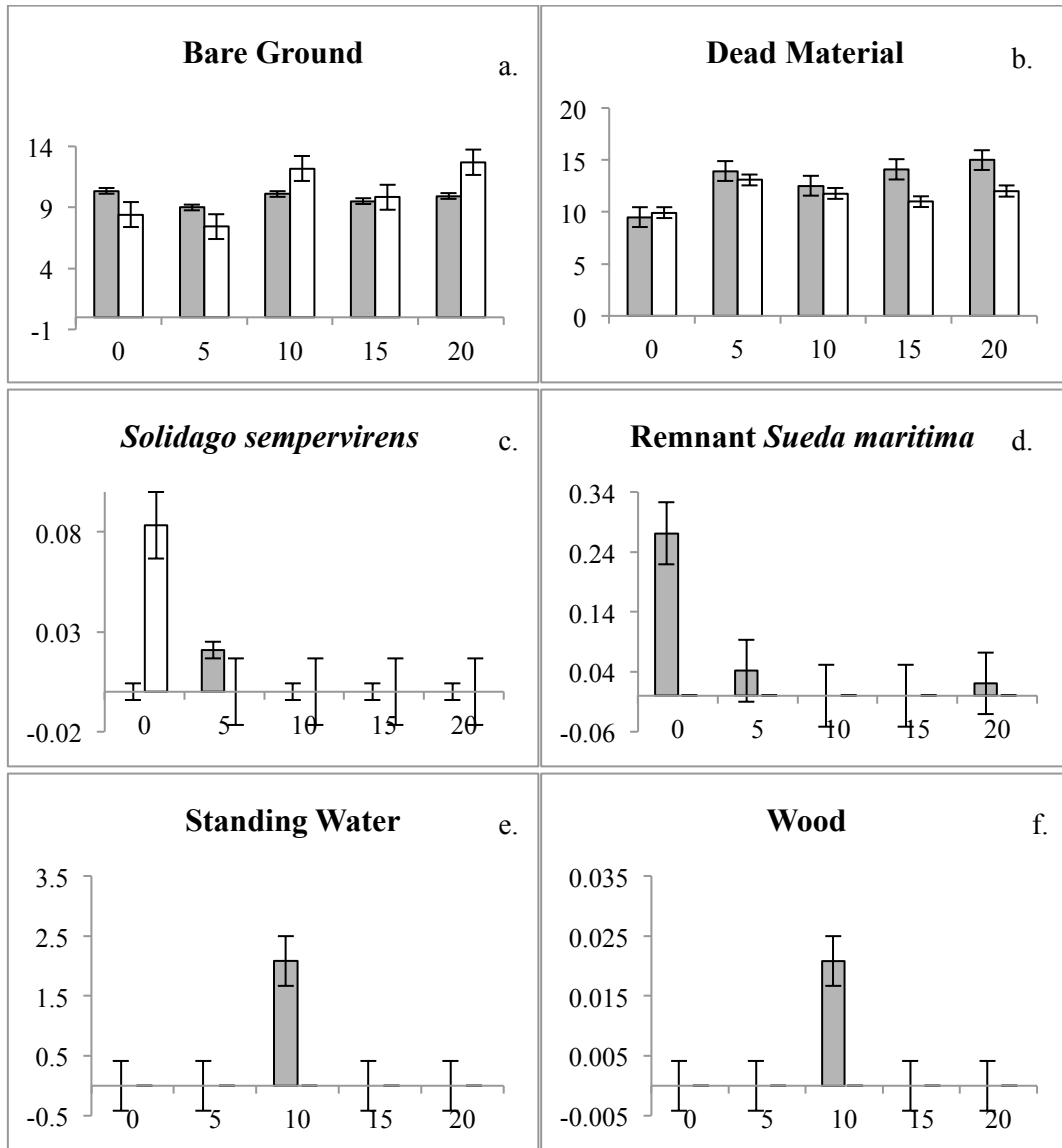 Bare Ground
a.
14
9
4
-1
0 5 10 15 20
Dead Material
b.
20
15
10
5
0
0 5 10 15 20
Solidago sempervirens
c.
0.08
0.03
-0.02
0 5 10 15 20
Remnant Sueda maritima
d.
0.34
0.24
0.14
0.04
-0.06
0 5 10 15 20
Standing Water
e.
3.5
2.5
1.5
0.5
-0.5
0 5 10 15 20
Wood
f.
0.035
0.025
0.015
0.005
-0.005
0 5 10 15 20